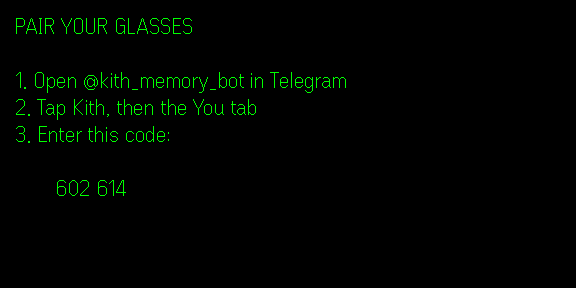 PAIR YOUR GLASSES
1. Open @kith_memory_bot in Telegram
2. Tap Kith, then the You tab
3. Enter this code:
602 614